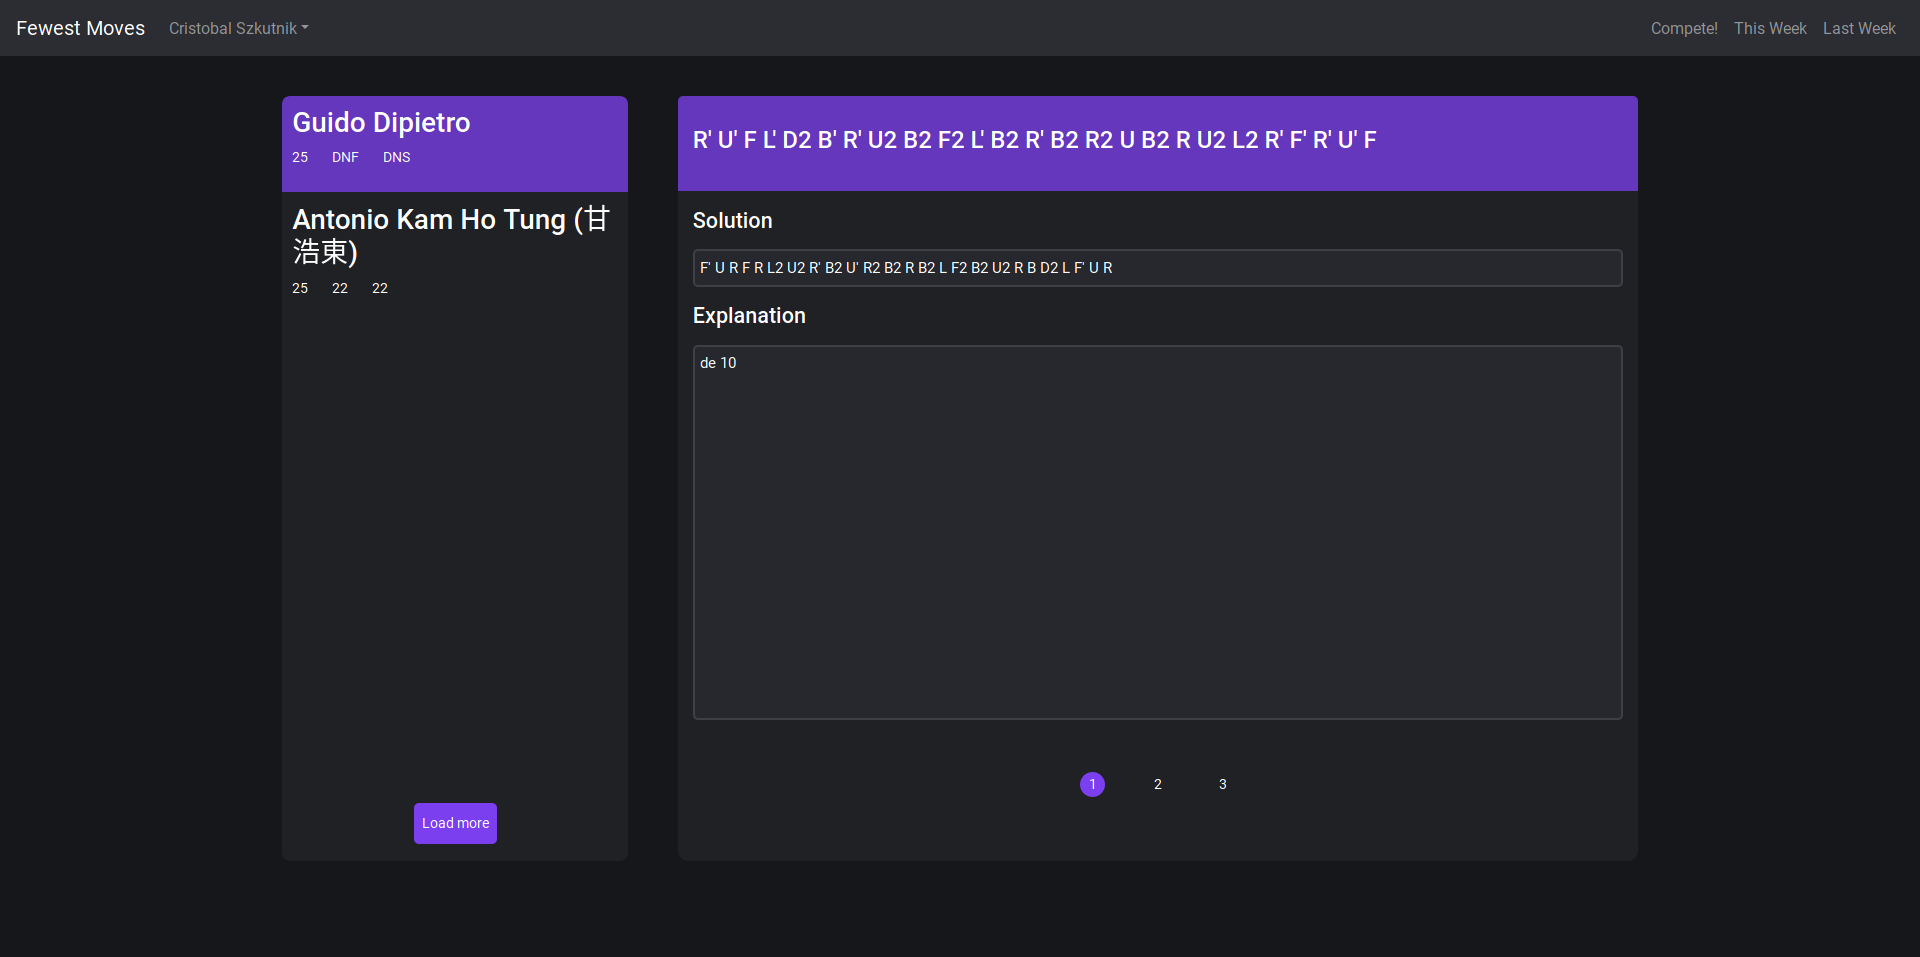 Fewest Moves Cristobal Szkutnik Compete! This Week Last Week
Guido Dipietro
25 DNF DNS
Antonio Kam Ho Tung (甘
浩東)
25 22 22
Load more
R' U' F L' D2 B' R' U2 B2 F2 L' B2 R' B2 R2 U B2 R U2 L2 R' F' R' U' F
Solution
F' U R F R L2 U2 R' B2 U' R2 B2 R B2 L F2 B2 U2 R B D2 L F' U R
Explanation
de 10
1 2 3